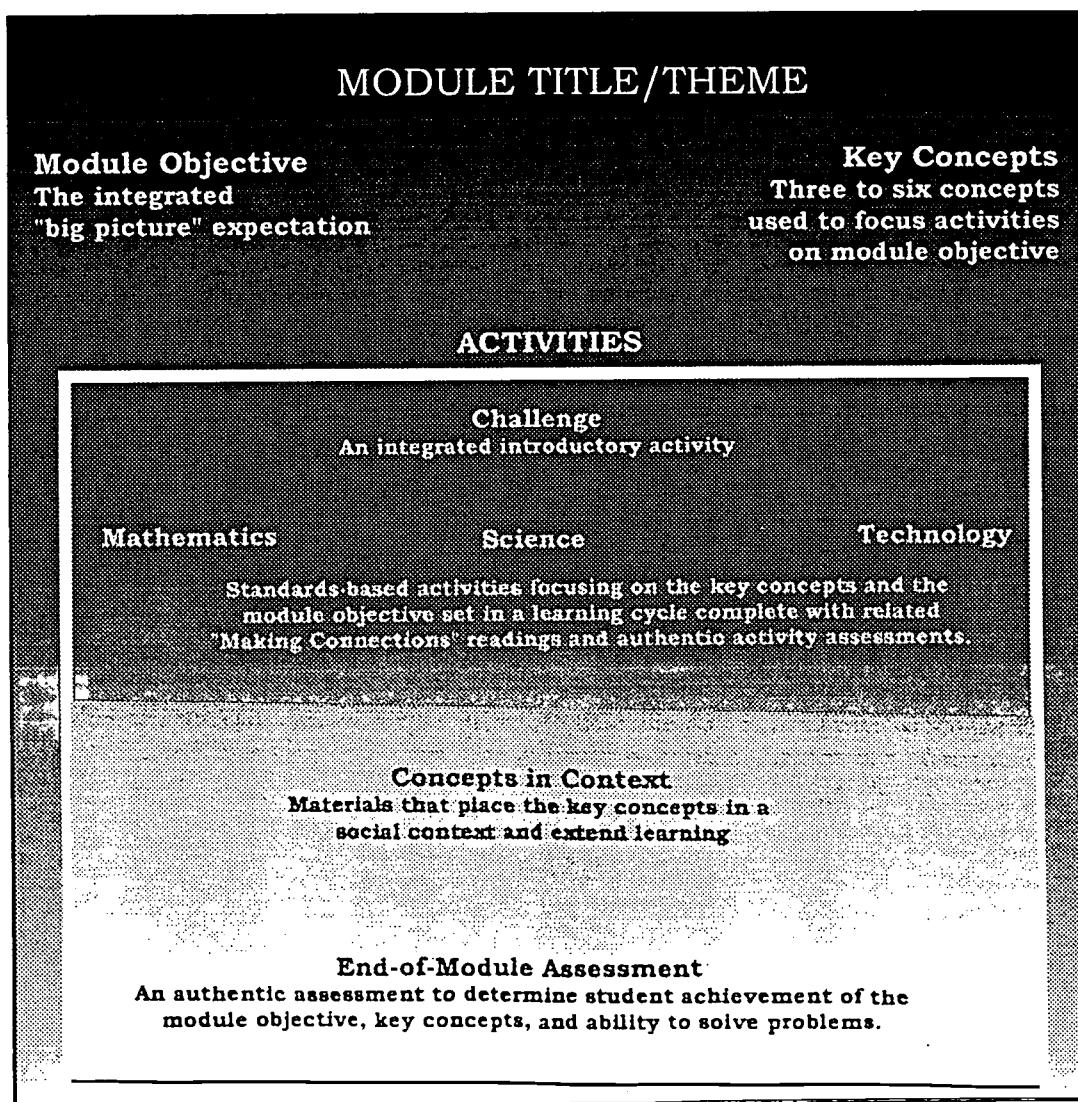 MODULE TITLE/THEME
Module Objective
The integrated
"big picture" expectation
Key Concepts
Three to six concepts
used to focus activities
on module objective
ACTIVITIES
Challenge
An integrated introductory activity
Mathematics
Science
Technology
Standards-based activities focusing on the key concepts and the
module objective set in a learning cycle complete with related
"Making Connections" readings and authentic activity assessments.
Concepts in Context
Materials that place the key concepts in a
social context and extend learning
End-of-Module Assessment
An authentic assessment to determine student achievement of the
module objective, key concepts, and ability to solve problems.